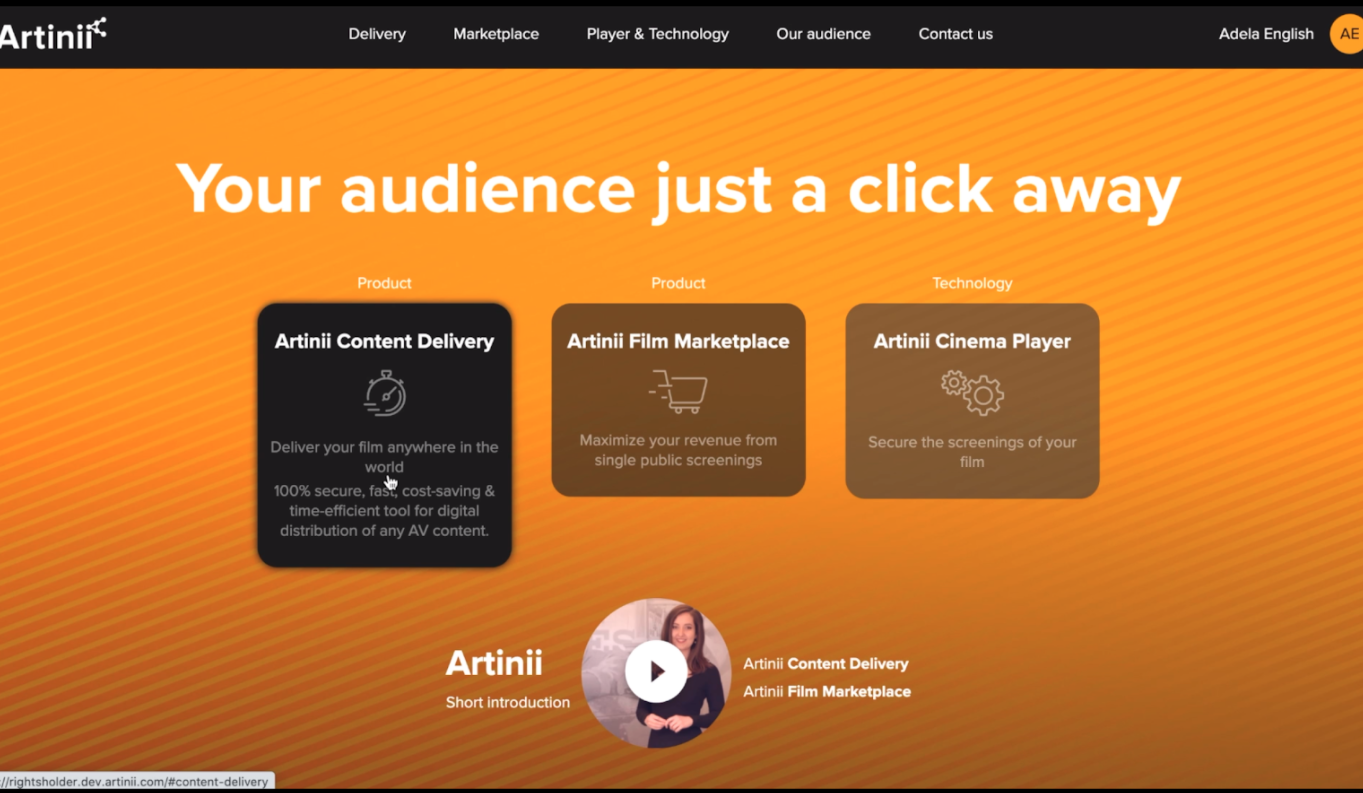 Artinii
Delivery
Marketplace
Player & Technology
Our audience
Contact us
Adela English
AE
Your audience just a click away
Product
Artinii Content Delivery
Deliver your film anywhere in the
world
100% secure, fast, cost-saving &
time-efficient tool for digital
distribution of any AV content.
Product
Artinii Film Marketplace
Maximize your revenue from
single public screenings
Technology
Artinii Cinema Player
Secure the screenings of your
film
Artinii
Short introduction
Artinii Content Delivery
Artinii Film Marketplace
//rightsholder.dev.artinii.com/#content-delivery